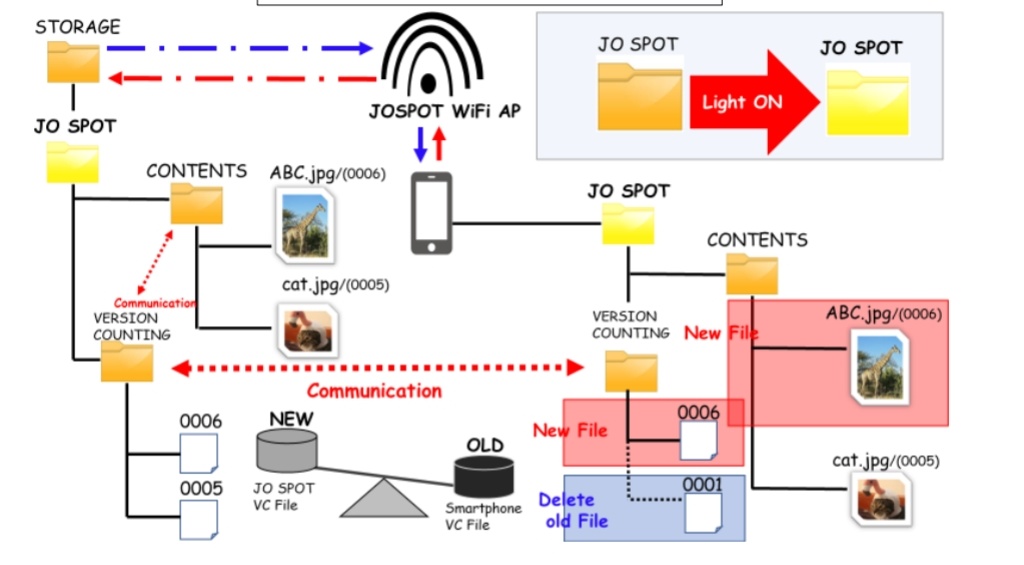 STORAGE
JOSPOT WiFi AP
JO SPOT
JO SPOT
Light ON
JO SPOT
CONTENTS
ABC.jpg/(0006)
cat.jpg/(0005)
Communication
VERSION
COUNTING
JO SPOT
CONTENTS
VERSION
COUNTING
New File
ABC.jpg/(0006)
Communication
0006
0005
NEW
JO SPOT
VC File
OLD
Smartphone
VC File
New File
0006
Delete
old File
0001
cat.jpg/(0005)